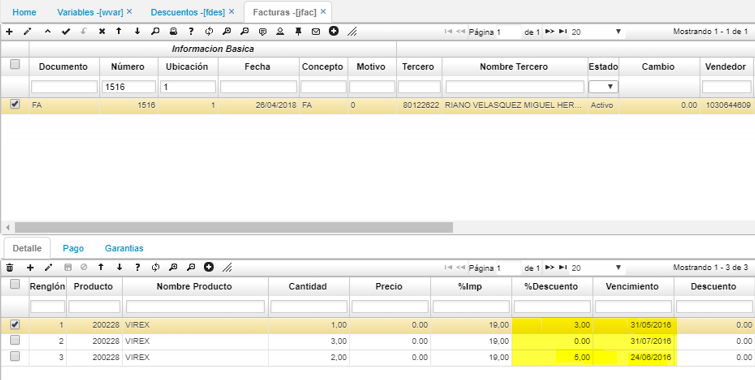 Home Variables -[wvar] × Descuentos -[fdes] × Facturas -[jfac] ×
Página 1 de 1 20 Mostrando 1 - 1 de 1
Informacion Basica
Documento Número Ubicación Fecha Concepto Motivo Tercero Nombre Tercero Estado Cambio Vendedor
1516 1
FA 1516 1 26/04/2018 FA 0 80122622 RIANO VELASQUEZ MIGUEL HER... Activo 0.00 1030644609
Detalle Pago Garantias
Página 1 de 1 20 Mostrando 1 - 3 de 3
Renglón Producto Nombre Producto Cantidad Precio %Imp %Descuento Vencimiento Descuento
1 200228 VIREX 1,00 0.00 19,00 3,00 31/05/2016 0.00
2 200228 VIREX 3,00 0.00 19,00 0.00 31/07/2016 0.00
3 200228 VIREX 2,00 0.00 19,00 5,00 24/06/2016 0.00